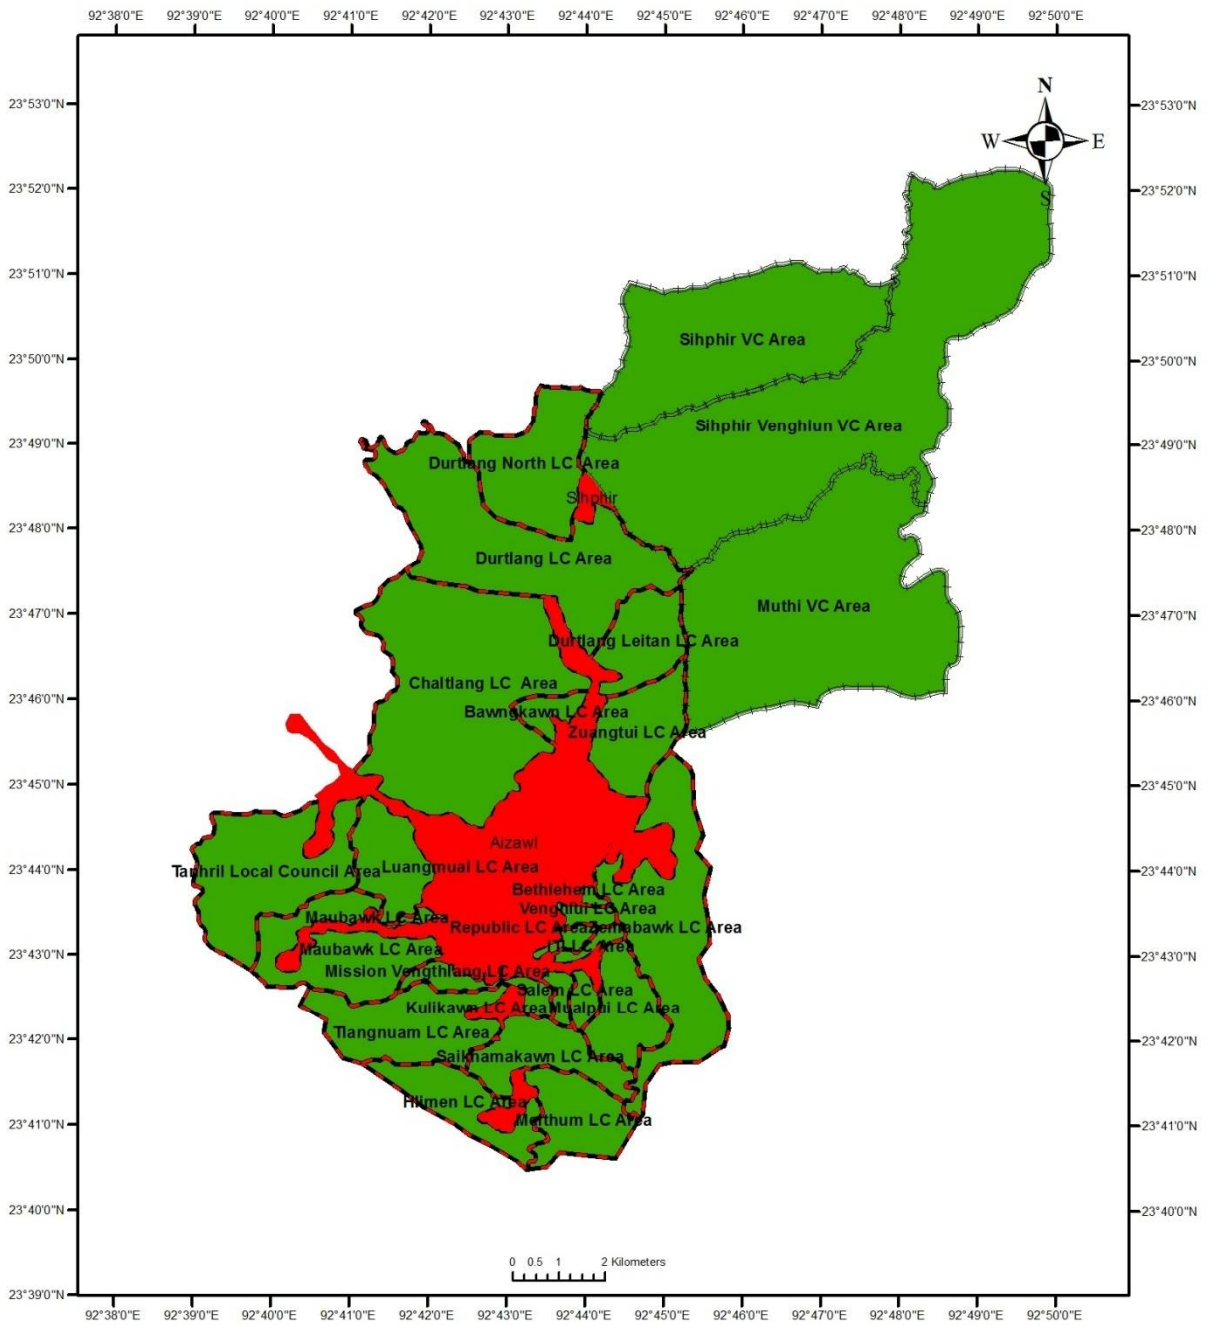 92°38'0"E 92°39'0"E 92°40'0"E 92°41'0"E 92°42'0"E 92°43'0"E 92°44'0"E 92°45'0"E 92°46'0"E 92°47'0"E 92°48'0"E 92°49'0"E 92°50'0"E
N
23°53'0"N 23°53'0"N
W E
23°52'0"N 23°52'0"N
S
23°51'0"N 23°51'0"N
Sihphir VC Area
23°50'0"N 23°50'0"N
Sihphir Venghlun VC Area
23°49'0"N 23°49'0"N
Durtlang North LC Area
Sihphir
23°48'0"N 23°48'0"N
Durtlang LC Area
Muthi VC Area
23°47'0"N 23°47'0"N
Durtlang Leitan LC Area
Chaltlang LC Area
23°46'0"N 23°46'0"N
Bawngkawn LC Area
Zuangtui LC Area
23°45'0"N 23°45'0"N
Aizawl
Luangmual LC Area
23°44'0"N 23°44'0"N
Tanhril Local Council Area
Bethlehem LC Area
Venghlui LC Area
Maubawk LC Area
Republic LC Area Zemabawk LC Area
LC Area
Maubawk LC Area
23°43'0"N 23°43'0"N
Mission Vengthlang LC Area
Salem LC Area
Kulikawn LC Area Mualpui LC Area
Tlangnuam LC Area
23°42'0"N 23°42'0"N
Saikhamakawn LC Area
Hlimen LC Area
Melthum LC Area
23°41'0"N 23°41'0"N
23°40'0"N 23°40'0"N
0 0.5 1 2 Kilometers
23°39'0"N 23°39'0"N
92°38'0"E 92°39'0"E 92°40'0"E 92°41'0"E 92°42'0"E 92°43'0"E 92°44'0"E 92°45'0"E 92°46'0"E 92°47'0"E 92°48'0"E 92°49'0"E 92°50'0"E